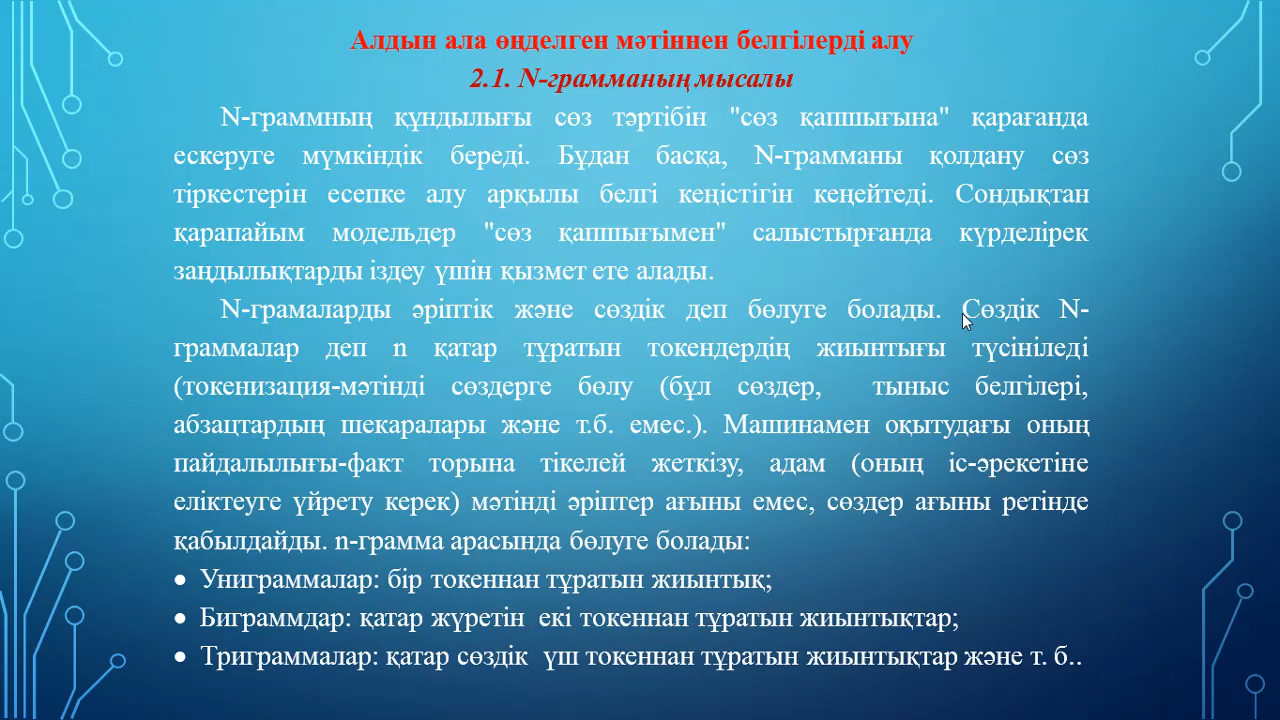 Алдын ала өңделген мәтіннен белгілерді алу
2.1. N-грамманың мысалы
N-граммның құндылығы сөз тәртібін "сөз қапшығына" қарағанда
ескеруге мүмкіндік береді. Бұдан басқа, N-грамманы қолдану сөз
тіркестерін есепке алу арқылы белгі кеңістігін кеңейтеді. Сондықтан
қарапайым модельдер "сөз қапшығымен" салыстырғанда күрделірек
заңдылықтарды іздеу үшін қызмет ете алады.
N-грамаларды әріптік және сөздік деп бөлуге болады. Сөздік N-
граммалар деп n қатар тұратын токендердің жиынтығы түсініледі
(токенизация-мәтінді сөздерге бөлу (бұл сөздер, тыныс белгілері,
абзацтардың шекаралары және т.б. емес.). Машинамен оқытудағы оның
пайдалылығы-факт торына тікелей жеткізу, адам (оның іс-әрекетіне
еліктеуге үйрету керек) мәтінді әріптер ағыны емес, сөздер ағыны ретінде
қабылдайды. n-грамма арасында бөлуге болады:
• Униграммалар: бір токеннан тұратын жиынтық;
• Биграммдар: қатар жүретін екі токеннан тұратын жиынтықтар;
• Триграммалар: қатар сөздік үш токеннан тұратын жиынтықтар және т. б..